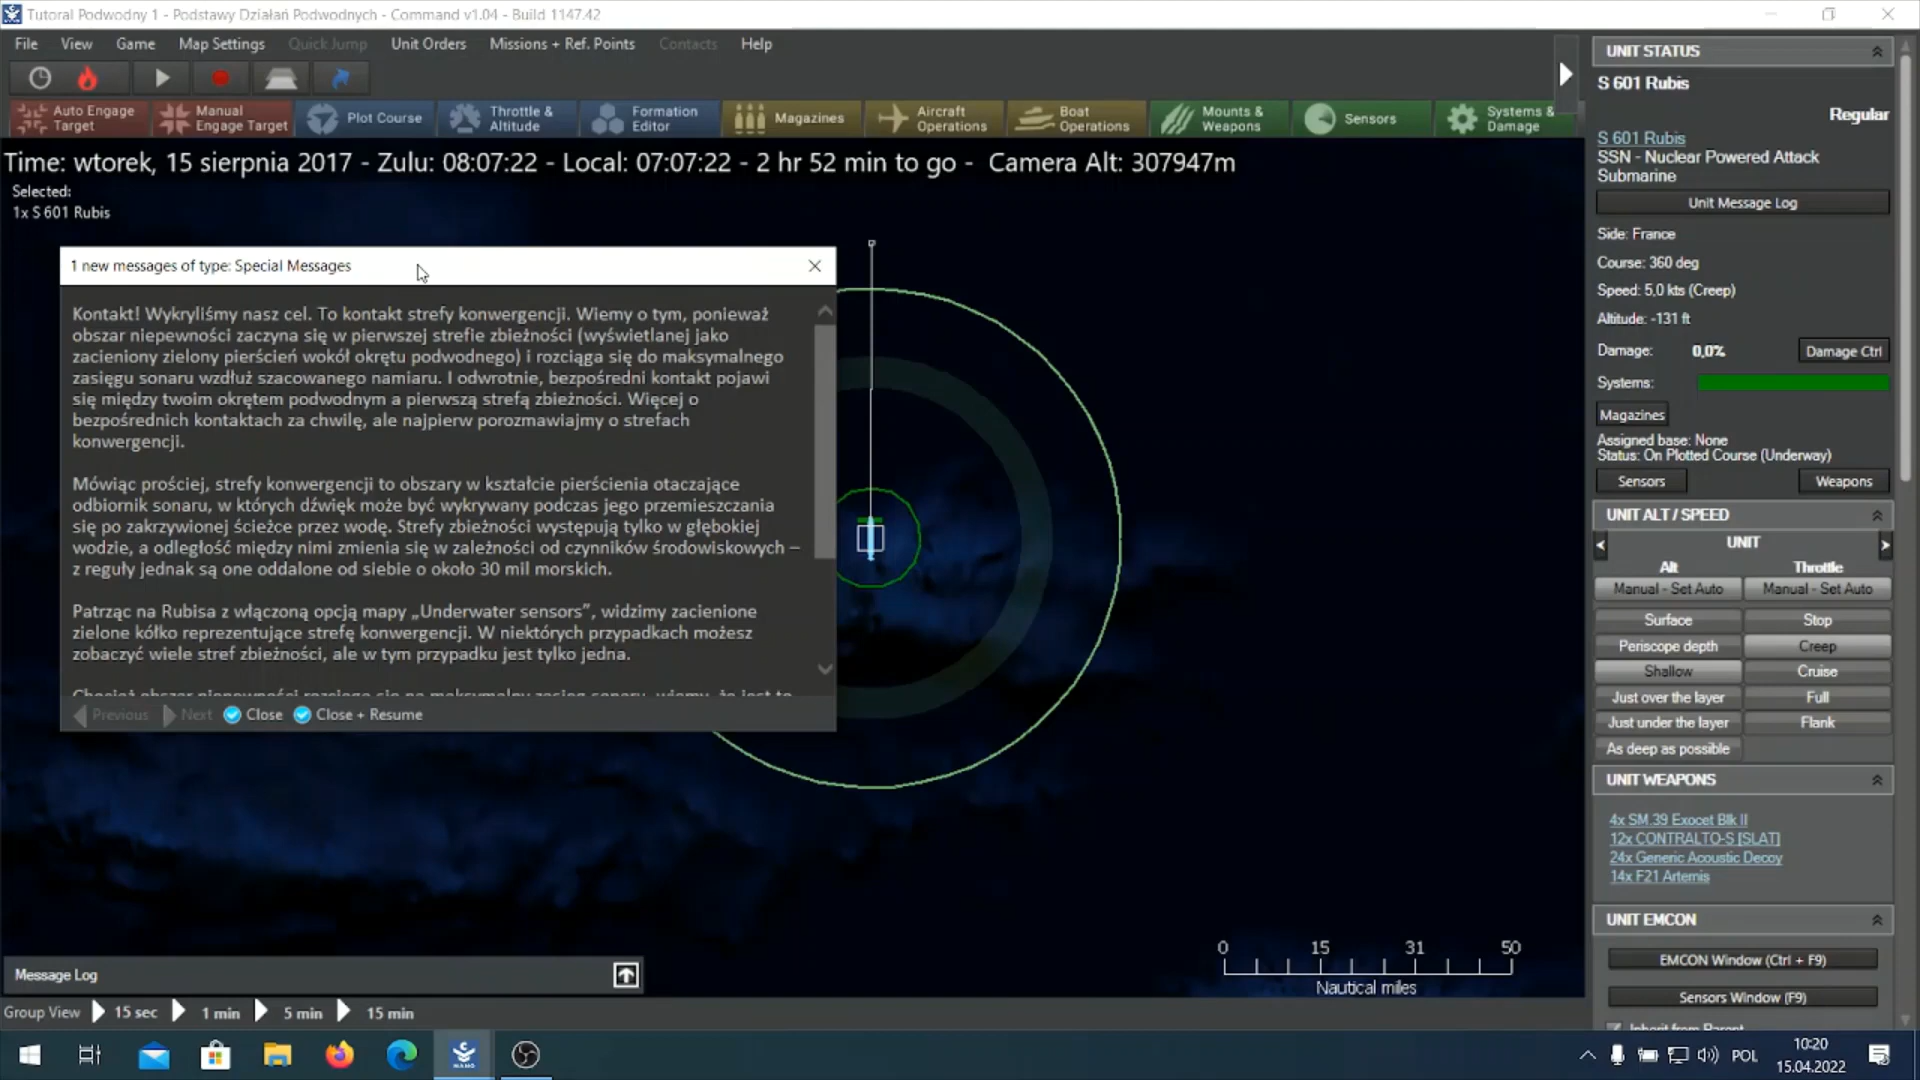 Tutoral Podwodny 1 - Podstawy Działań Podwodnych - Command v1.04 - Build 1147.42
File View Game Map Settings Quick Jump Unit Orders Missions + Ref. Points Contacts Help
Auto Engage Target
Manual Engage Target
Plot Course
Throttle & Altitude
Formation Editor
Magazines
Aircraft Operations
Boat Operations
Mounts & Weapons
Sensors
Systems & Damage
Time: wtorek, 15 sierpnia 2017 - Zulu: 08:07:22 - Local: 07:07:22 - 2 hr 52 min to go - Camera Alt: 307947m
Selected:
1x S 601 Rubis
1 new messages of type: Special Messages
Kontakt! Wykryliśmy nasz cel. To kontakt strefy konwergencji. Wiemy o tym, ponieważ
obszar niepewności zaczyna się w pierwszej strefie zbieżności (wyświetlanej jako
zacieniony zielony pierścień wokół okrętu podwodnego) i rozciąga się do maksymalnego
zasięgu sonaru wzdłuż szacowanego namiaru. I odwrotnie, bezpośredni kontakt pojawi
się między twoim okrętem podwodnym a pierwszą strefą zbieżności. Więcej o
bezpośrednich kontaktach za chwilę, ale najpierw porozmawiajmy o strefach
konwergencji.
Mówiąc prościej, strefy konwergencji to obszary w kształcie pierścienia otaczające
odbiornik sonaru, w których dźwięk może być wykrywany podczas jego przemieszczania
się po zakrzywionej ścieżce przez wodę. Strefy zbieżności występują tylko w głębokiej
wodzie, a odległość między nimi zmienia się w zależności od czynników środowiskowych –
z reguły jednak są one oddalone od siebie o około 30 mil morskich.
Patrząc na Rubisa z włączoną opcją mapy „Underwater sensors”, widzimy zacienione
zielone kółko reprezentujące strefę konwergencji. W niektórych przypadkach możesz
zobaczyć wiele stref zbieżności, ale w tym przypadku jest tylko jedna.
Chociaż obszar niepewności rozciąga się na maksymalny zasięg sonaru, wiemy, że jest to
Previous Next Close Close + Resume
0 15 31 50
Nautical miles
Message Log
Group View 15 sec 1 min 5 min 15 min
UNIT STATUS
S 601 Rubis
Regular
S 601 Rubis
SSN - Nuclear Powered Attack
Submarine
Unit Message Log
Side: France
Course: 360 deg
Speed: 5,0 kts (Creep)
Altitude: -131 ft
Damage: 0,0% Damage Ctrl
Systems:
Magazines
Assigned base: None
Status: On Plotted Course (Underway)
Sensors Weapons
UNIT ALT / SPEED
UNIT
Alt Throttle
Manual - Set Auto Manual - Set Auto
Surface Stop
Periscope depth Creep
Shallow Cruise
Just over the layer Full
Just under the layer Flank
As deep as possible
UNIT WEAPONS
4x SM.39 Exocet Blk II
12x CONTRALTO-S [SLAT]
24x Generic Acoustic Decoy
14x F21 Artemis
UNIT EMCON
EMCON Window (Ctrl + F9)
Sensors Window (F9)
Inherit from Parent
POL
10:20
15.04.2022